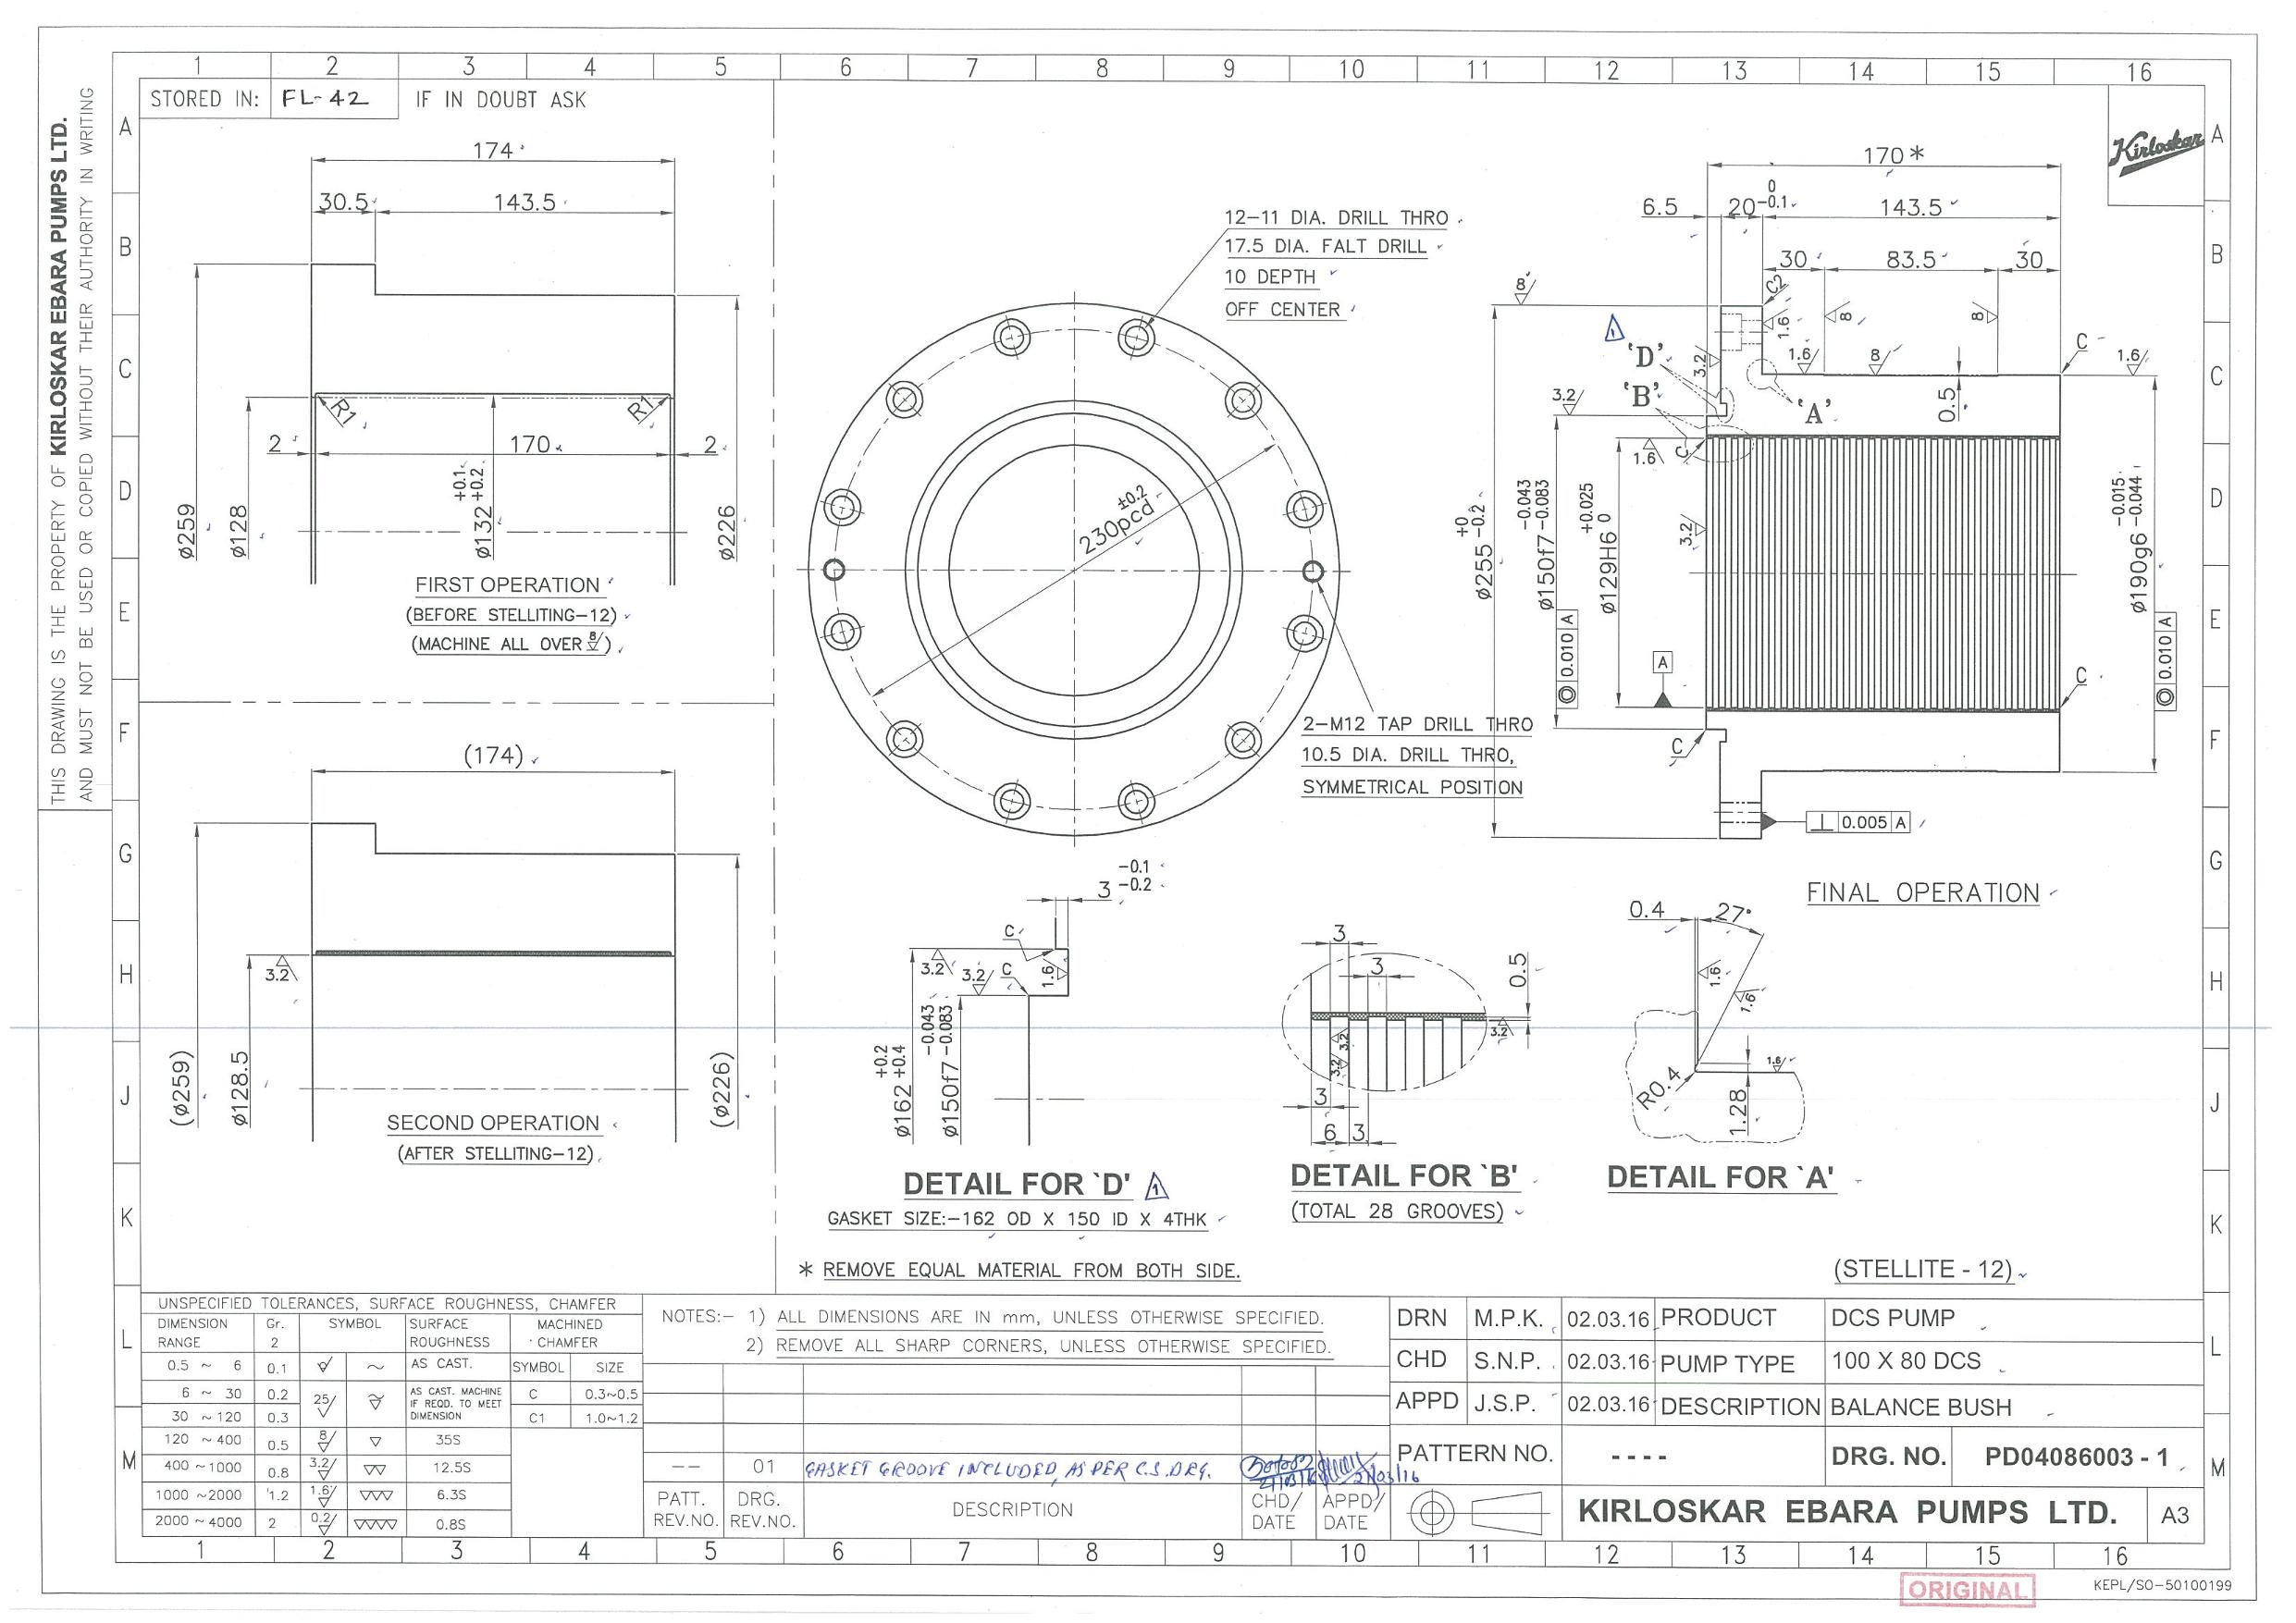 1 2 3 4 5 6 7 8 9 10 11 12 13 14 15 16
A B C D E F G H J K L M
THIS DRAWING IS THE PROPERTY OF KIRLOSKAR EBARA PUMPS LTD.
AND MUST NOT BE USED OR COPIED WITHOUT THEIR AUTHORITY IN WRITING
STORED IN: FL-42 IF IN DOUBT ASK
Kirloskar
174
30.5 143.5
R1 R1
2 170 2
ø259
ø128
ø132 +0.1 +0.2
ø226
FIRST OPERATION
(BEFORE STELLITING-12)
(MACHINE ALL OVER 8/)
(174)
3.2
(ø259)
ø128.5
(ø226)
SECOND OPERATION
(AFTER STELLITING-12)
12-11 DIA. DRILL THRO
17.5 DIA. FALT DRILL
10 DEPTH
OFF CENTER
230pcd ±0.2
2-M12 TAP DRILL THRO
10.5 DIA. DRILL THRO,
SYMMETRICAL POSITION
170*
6.5 20 0 -0.1 143.5
30 83.5 30
C2
8
1.6
8
8
1
'D'
'B'
'A'
3.2
3.2
1.6
8
0.5
C
1.6
1.6
C
3.2
ø255 +0 -0.2
ø150f7 -0.043 -0.083
ø129H6 +0.025 0
ø190g6 -0.015 -0.044
◎ 0.010 A
◎ 0.010 A
A
C
C
⊥ 0.005 A
FINAL OPERATION
3 -0.1 -0.2
C
3.2
3.2
C
1.6
ø162 +0.2 +0.4
ø150f7 -0.043 -0.083
DETAIL FOR `D' 1
GASKET SIZE:-162 OD X 150 ID X 4THK
3
3
0.5
3.2
3.2
3.2
3
6 3
DETAIL FOR `B'
(TOTAL 28 GROOVES)
0.4 27°
1.6
1.6
1.6
R0.4
1.28
DETAIL FOR `A'
* REMOVE EQUAL MATERIAL FROM BOTH SIDE.
(STELLITE - 12)
UNSPECIFIED TOLERANCES, SURFACE ROUGHNESS, CHAMFER
DIMENSION RANGE Gr. 2 SYMBOL SURFACE ROUGHNESS MACHINED CHAMFER
0.5 ~ 6 0.1 ~ AS CAST. SYMBOL SIZE
6 ~ 30 0.2 25 AS CAST. MACHINE IF REQD. TO MEET DIMENSION C 0.3~0.5
30 ~ 120 0.3 C1 1.0~1.2
120 ~ 400 0.5 8 ▽ 35S
400 ~ 1000 0.8 3.2 ▽▽ 12.5S
1000 ~2000 1.2 1.6 ▽▽▽ 6.3S
2000 ~ 4000 2 0.2 ▽▽▽▽ 0.8S
NOTES:- 1) ALL DIMENSIONS ARE IN mm, UNLESS OTHERWISE SPECIFIED.
2) REMOVE ALL SHARP CORNERS, UNLESS OTHERWISE SPECIFIED.
-- 01 GASKET GROOVE INCLUDED, AS PER C.S. DRG. 21/03/16
PATT. REV.NO. DRG. REV.NO. DESCRIPTION CHD/ DATE APPD/ DATE
DRN M.P.K. 02.03.16 PRODUCT DCS PUMP
CHD S.N.P. 02.03.16 PUMP TYPE 100 X 80 DCS
APPD J.S.P. 02.03.16 DESCRIPTION BALANCE BUSH
PATTERN NO. ---- DRG. NO. PD04086003 - 1
KIRLOSKAR EBARA PUMPS LTD. A3
1 2 3 4 5 6 7 8 9 10 11 12 13 14 15 16
A B C D E F G H J K L M
ORIGINAL
KEPL/SO-50100199